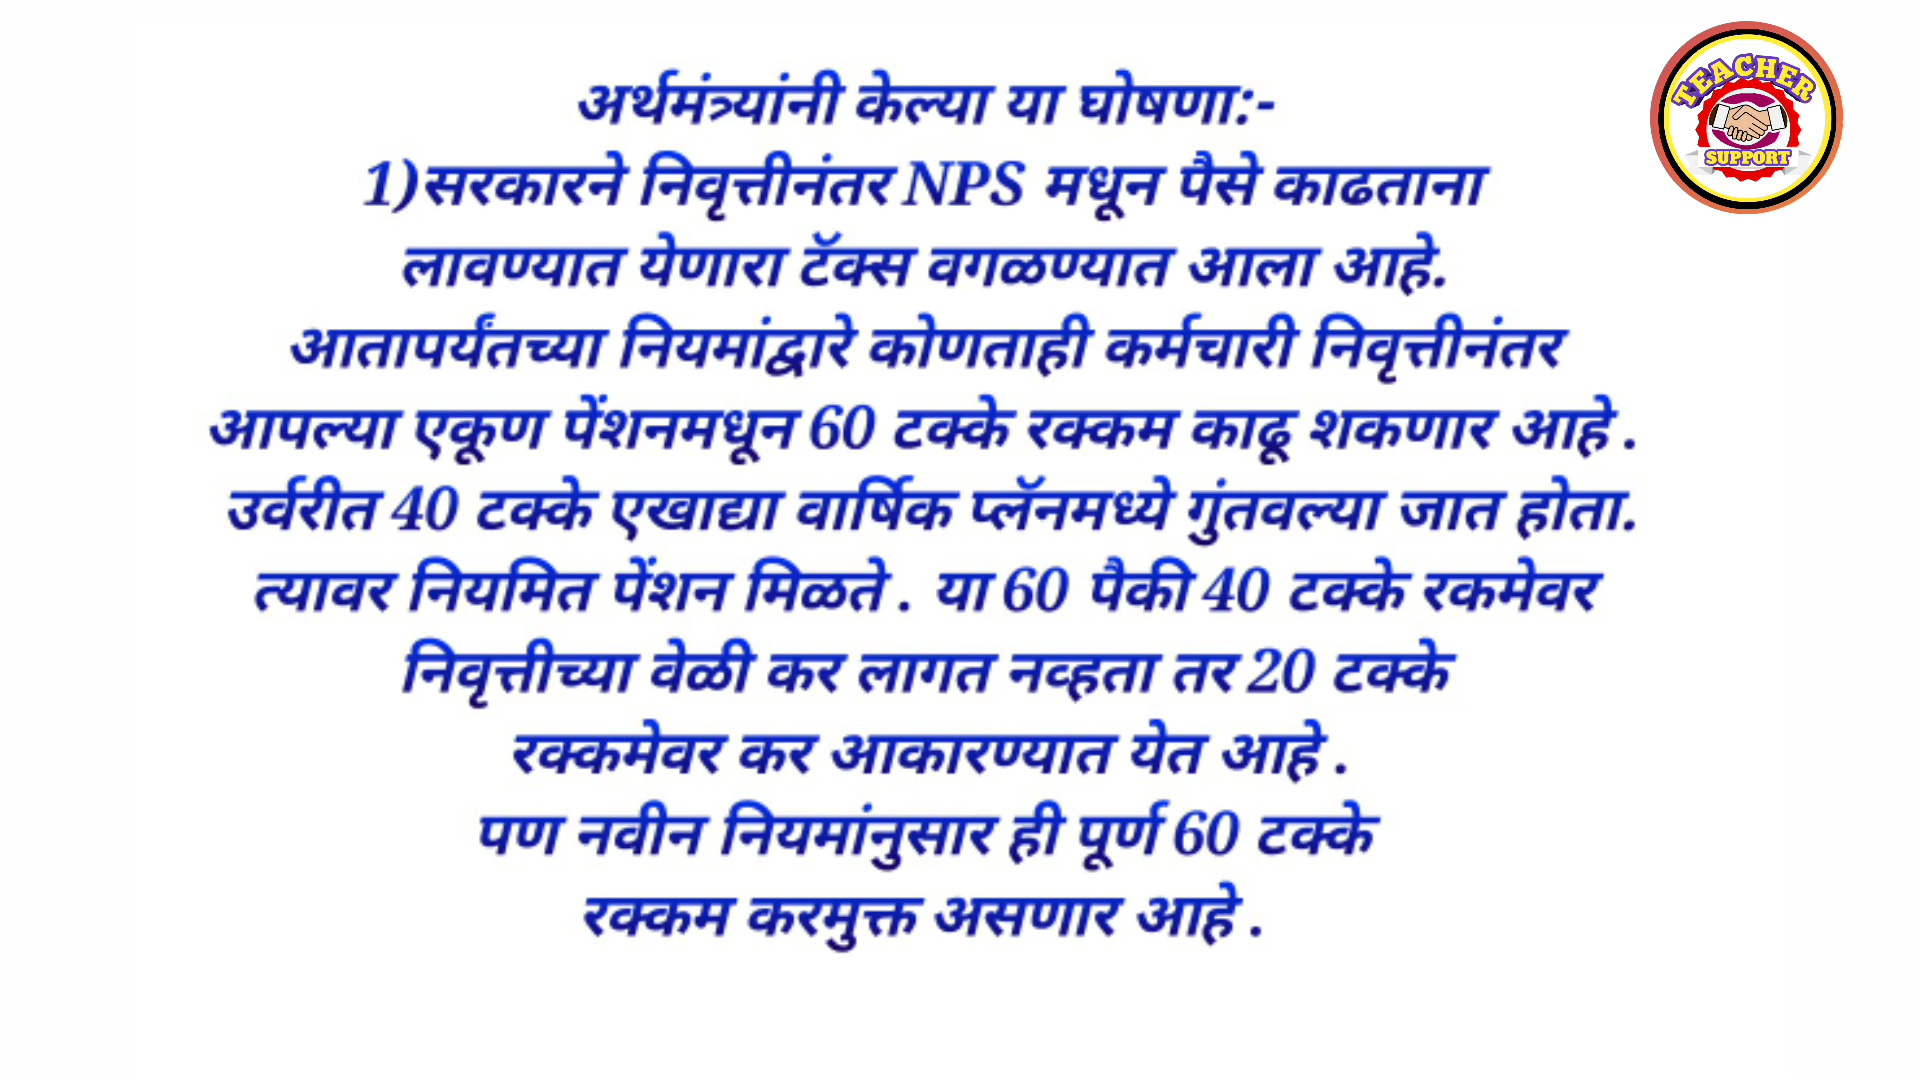 अर्थमंत्र्यांनी केल्या या घोषणा:-
1)सरकारने निवृत्तीनंतर NPS मधून पैसे काढताना
लावण्यात येणारा टॅक्स वगळण्यात आला आहे.
आतापर्यंतच्या नियमांद्वारे कोणताही कर्मचारी निवृत्तीनंतर
आपल्या एकूण पेंशनमधून 60 टक्के रक्कम काढू शकणार आहे .
उर्वरीत 40 टक्के एखाद्या वार्षिक प्लॅनमध्ये गुंतवल्या जात होता.
त्यावर नियमित पेंशन मिळते . या 60 पैकी 40 टक्के रकमेवर
निवृत्तीच्या वेळी कर लागत नव्हता तर 20 टक्के
रक्कमेवर कर आकारण्यात येत आहे .
पण नवीन नियमांनुसार ही पूर्ण 60 टक्के
रक्कम करमुक्त असणार आहे .
TEACHER
SUPPORT